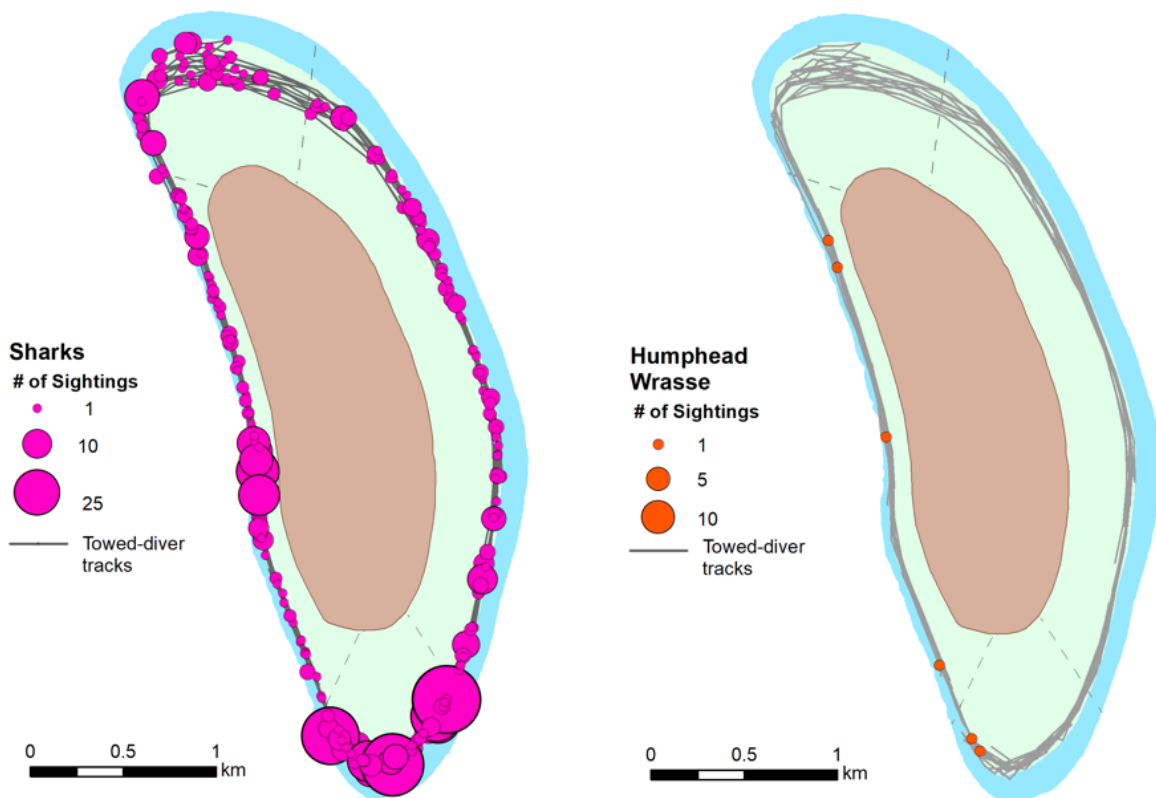 Sharks
# of Sightings
1
10
25
Towed-diver
tracks
0 0.5 1
km
Humphead
Wrasse
# of Sightings
1
5
10
Towed-diver
tracks
0 0.5 1
km